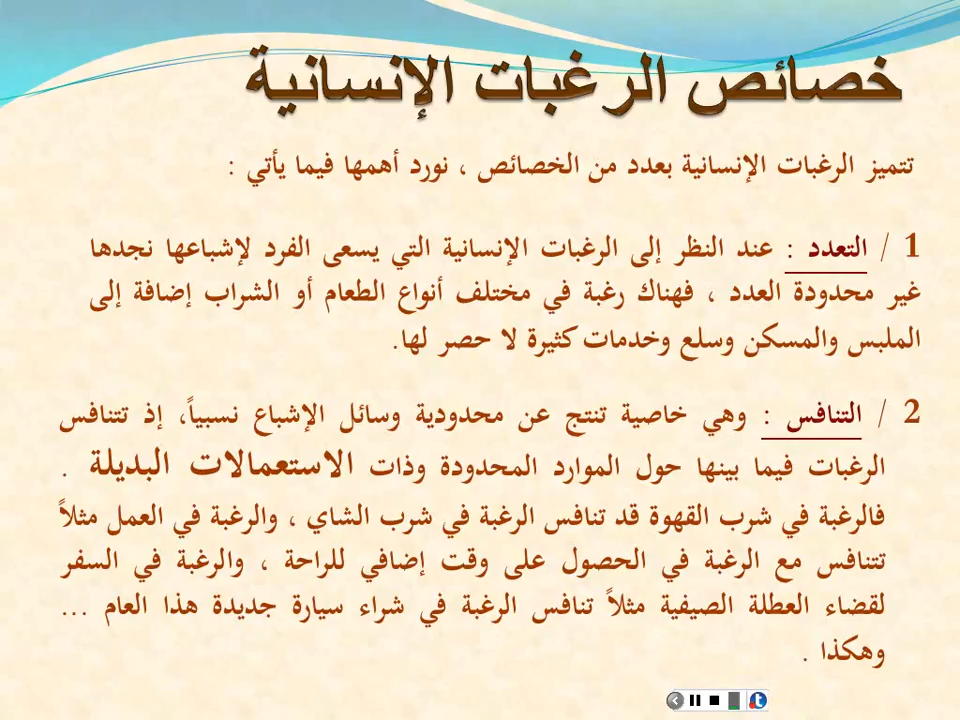 خصائص الرغبات الإنسانية
تتميز الرغبات الإنسانية بعدد من الخصائص ، نورد أهمها فيما يأتي :
1 / التعدد : عند النظر إلى الرغبات الإنسانية التي يسعى الفرد لإشباعها نجدها
غير محدودة العدد ، فهناك رغبة في مختلف أنواع الطعام أو الشراب إضافة إلى
الملبس والمسكن وسلع وخدمات كثيرة لا حصر لها.
2 / التنافس : وهي خاصية تنتج عن محدودية وسائل الإشباع نسبياً، إذ تتنافس
الرغبات فيما بينها حول الموارد المحدودة وذات الاستعمالات البديلة .
فالرغبة في شرب القهوة قد تنافس الرغبة في شرب الشاي ، والرغبة في العمل مثلاً
تتنافس مع الرغبة في الحصول على وقت إضافي للراحة ، والرغبة في السفر
لقضاء العطلة الصيفية مثلاً تنافس الرغبة في شراء سيارة جديدة هذا العام ...
وهكذا .